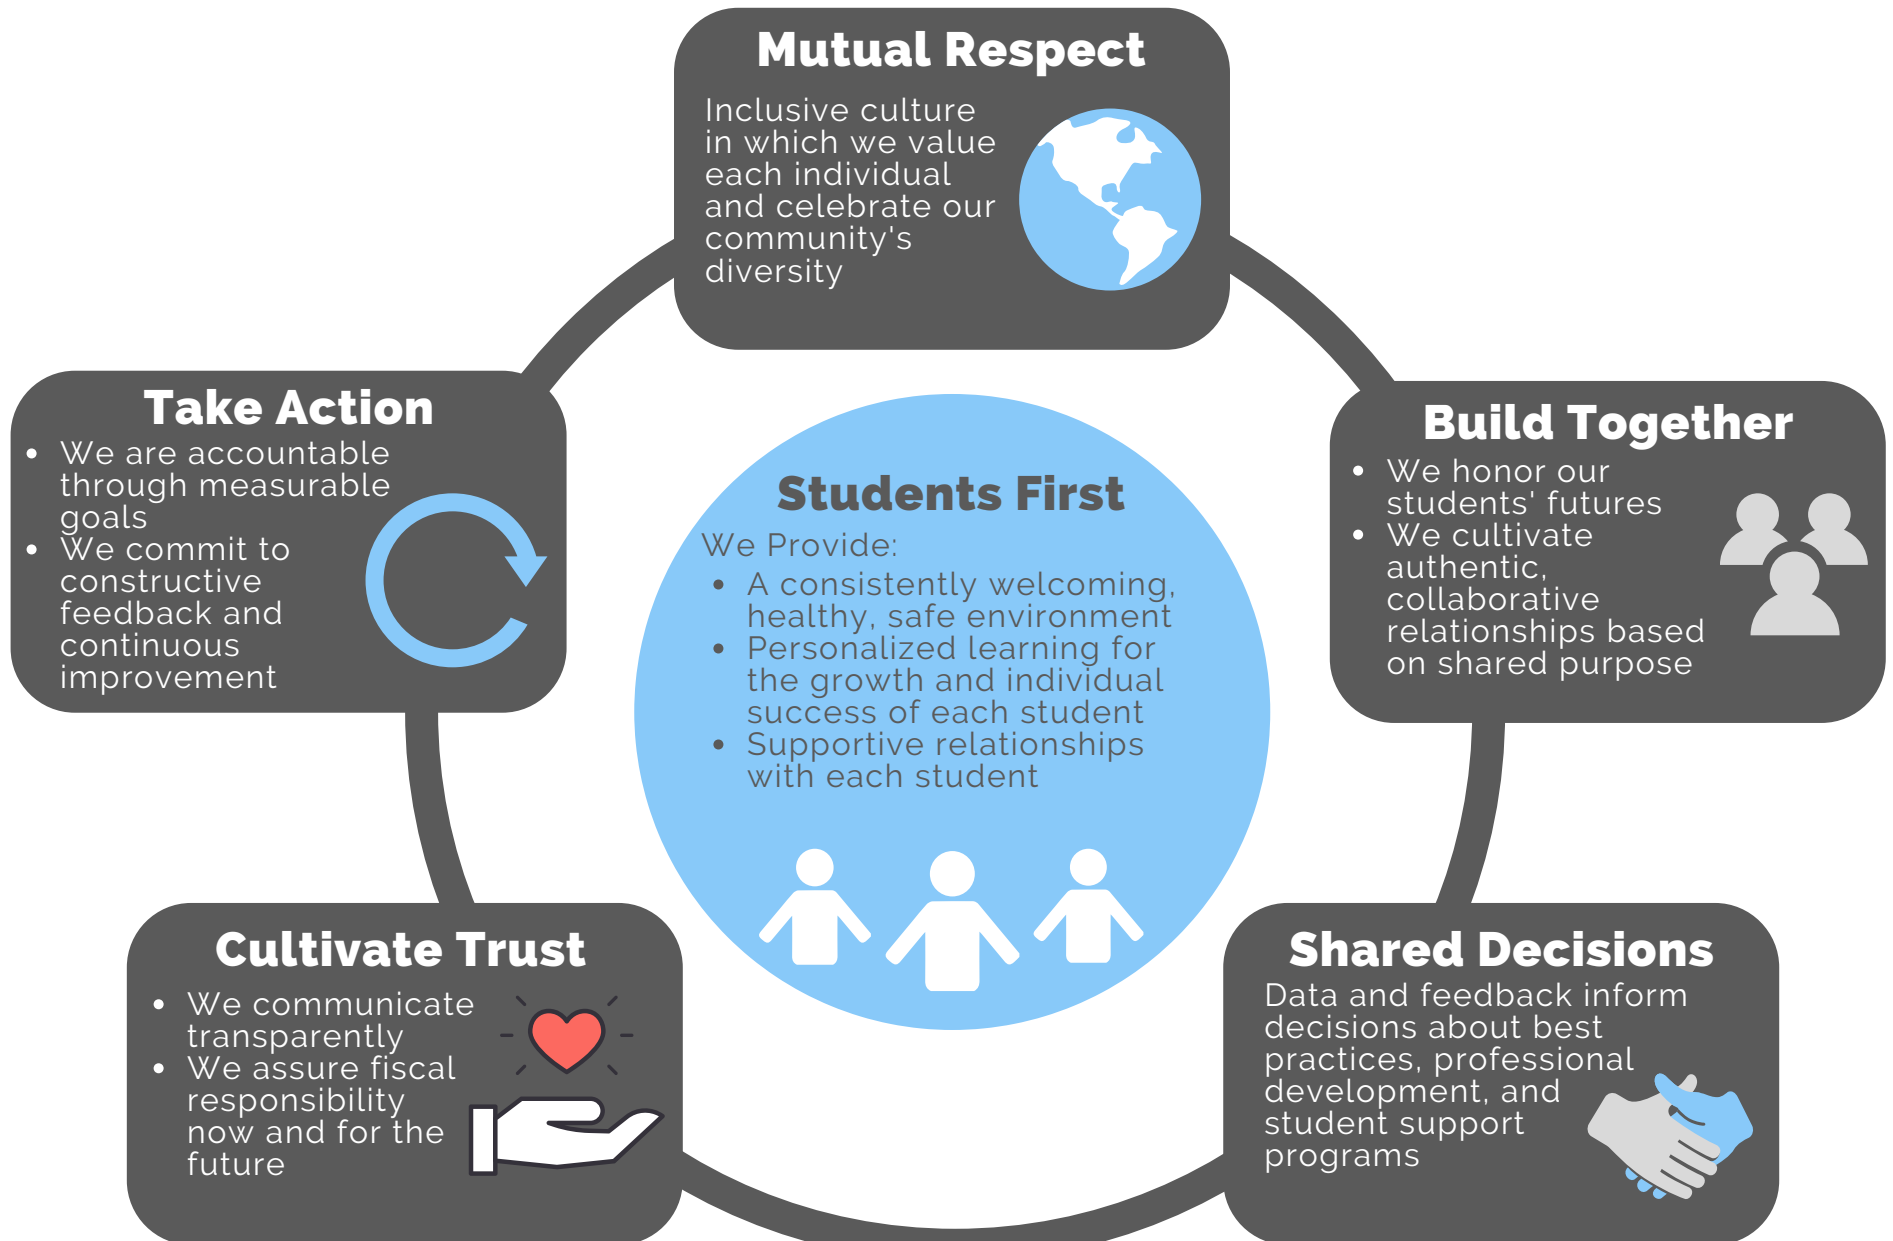 Mutual Respect
Inclusive culture
in which we value
each individual
and celebrate our
community's
diversity
Take Action
• We are accountable
through measurable
goals
• We commit to
constructive
feedback and
continuous
improvement
Students First
We Provide:
• A consistently welcoming,
healthy, safe environment
• Personalized learning for
the growth and individual
success of each student
• Supportive relationships
with each student
Build Together
• We honor our
students' futures
• We cultivate
authentic,
collaborative
relationships based
on shared purpose
Cultivate Trust
• We communicate
transparently
• We assure fiscal
responsibility
now and for the
future
Shared Decisions
Data and feedback inform
decisions about best
practices, professional
development, and
student support
programs